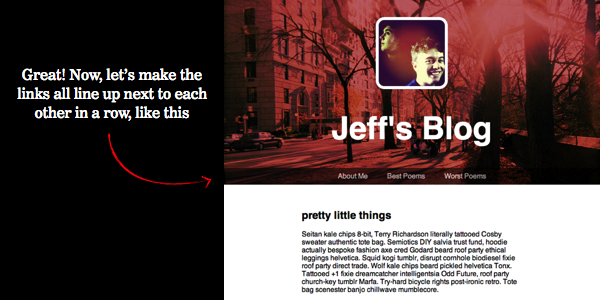 Great! Now, let's make the
links all line up next to each
other in a row, like this
Jeff's Blog
About Me Best Poems Worst Poems
pretty little things
Seitan kale chips 8-bit, Terry Richardson literally tattooed Cosby
sweater authentic tote bag. Semiotics DIY salvia trust fund, hoodie
actually bespoke fashion axe cred Godard beard roof party ethical
leggings helvetica. Squid kogi tumblr, disrupt cornhole biodiesel fixie
roof party direct trade. Wolf kale chips beard pickled helvetica Tonx.
Tattooed +1 fixie dreamcatcher intelligentsia Odd Future, roof party
church-key tumblr Marfa. Try-hard bicycle rights post-ironic retro. Tote
bag scenester banjo chillwave mumblecore.